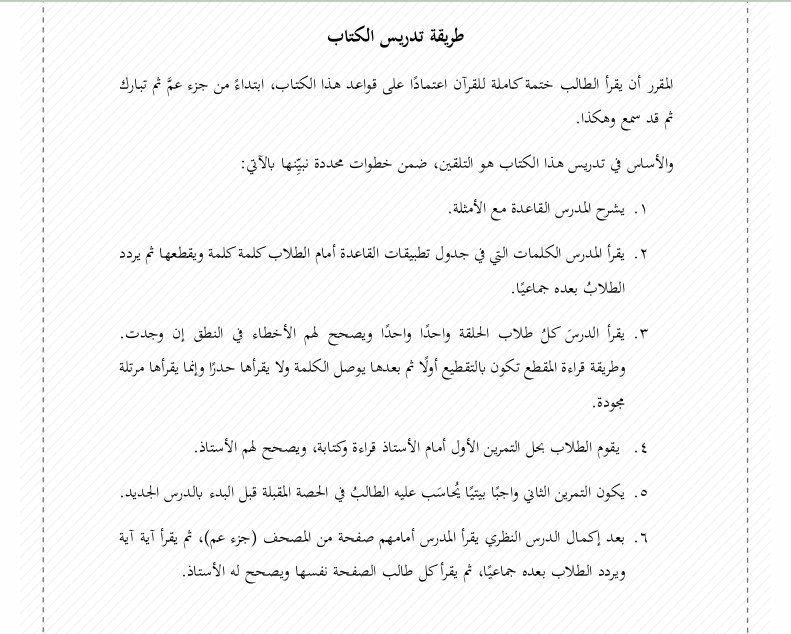 طريقة تدريس الكتاب
المقرر أن يقرأ الطالب ختمة كاملة للقرآن اعتمادًا على قواعد هذا الكتاب، ابتداءً من جزء عمَّ ثم تبارك
ثم قد سمع وهكذا.
والأساس في تدريس هذا الكتاب هو التلقين، ضمن خطوات محددة نبيّنها بالآتي:
١. يشرح المدرس القاعدة مع الأمثلة.
٢. يقرأ المدرس الكلمات التي في جدول تطبيقات القاعدة أمام الطلاب كلمة كلمة ويقطعها ثم يردد
الطلابُ بعده جماعيًا.
٣. يقرأ الدرسَ كلُ طلاب الحلقة واحدًا واحدًا ويصحح لهم الأخطاء في النطق إن وجدت.
وطريقة قراءة المقطع تكون بالتقطيع أولًا ثم بعدها يوصل الكلمة ولا يقرأها حدرًا وإنما يقرأها مرتلة
مجودة.
٤. يقوم الطلاب بحل التمرين الأول أمام الأستاذ قراءة وكتابة، ويصحح لهم الأستاذ.
٥. يكون التمرين الثاني واجبًا بيتيًا يُحاسَب عليه الطالبُ في الحصة المقبلة قبل البدء بالدرس الجديد.
٦. بعد إكمال الدرس النظري يقرأ المدرس أمامهم صفحة من المصحف (جزء عم)، ثم يقرأ آية آية
ويردد الطلاب بعده جماعيًا، ثم يقرأ كل طالب الصفحة نفسها ويصحح له الأستاذ.